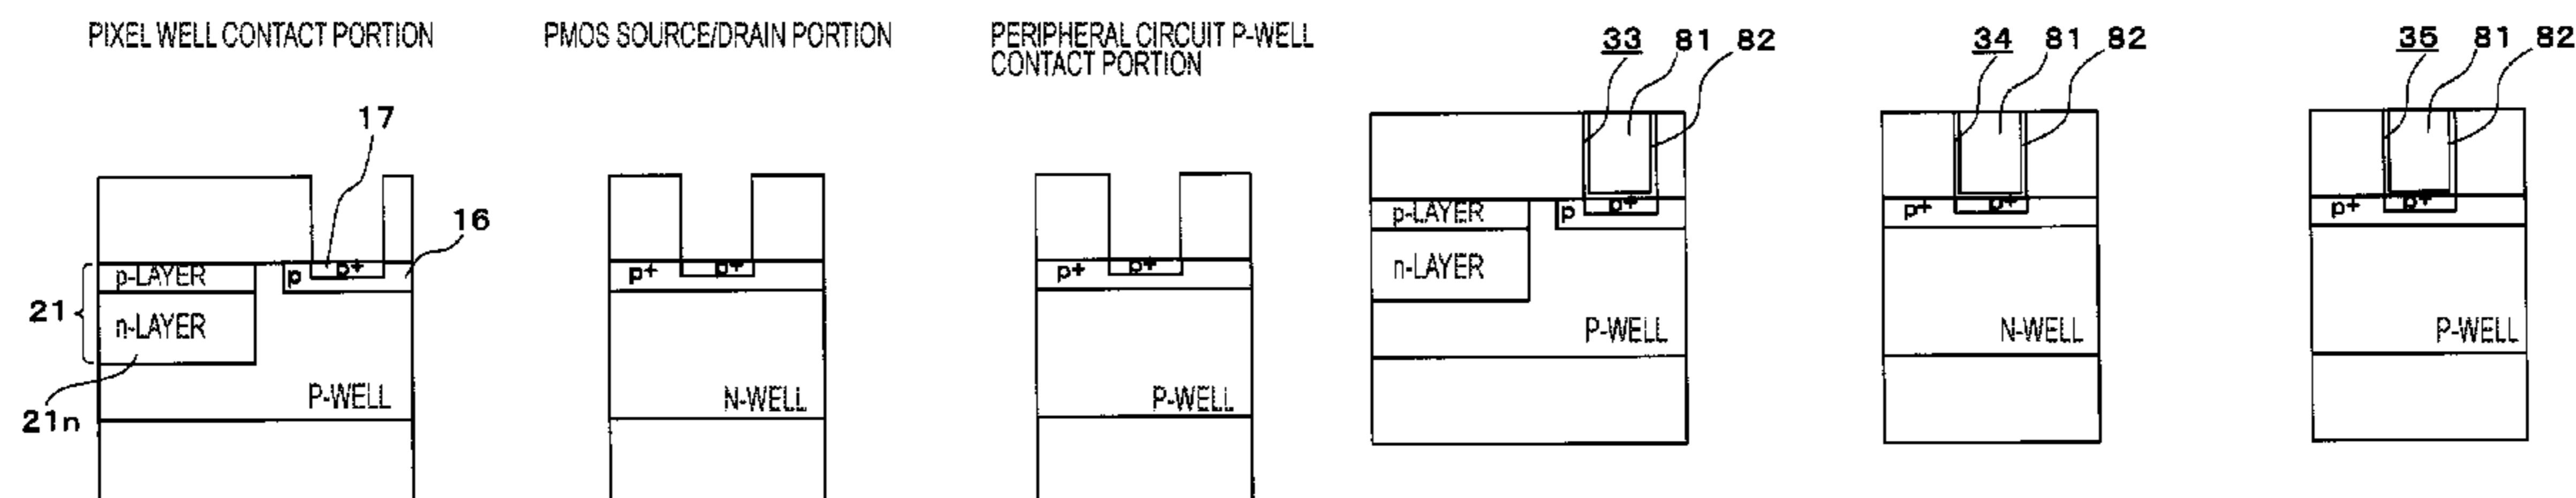 PIXEL WELL CONTACT PORTION
PMOS SOURCE/DRAIN PORTION
PERIPHERAL CIRCUIT P-WELL
CONTACT PORTION
33 81 82
34 81 82
35 81 82
17
16
p-LAYER
p p+
21
n-LAYER
P-WELL
21n
p+ p+
N-WELL
p+ p+
P-WELL
p-LAYER
p p+
n-LAYER
P-WELL
p+ p+
N-WELL
p+ p+
P-WELL